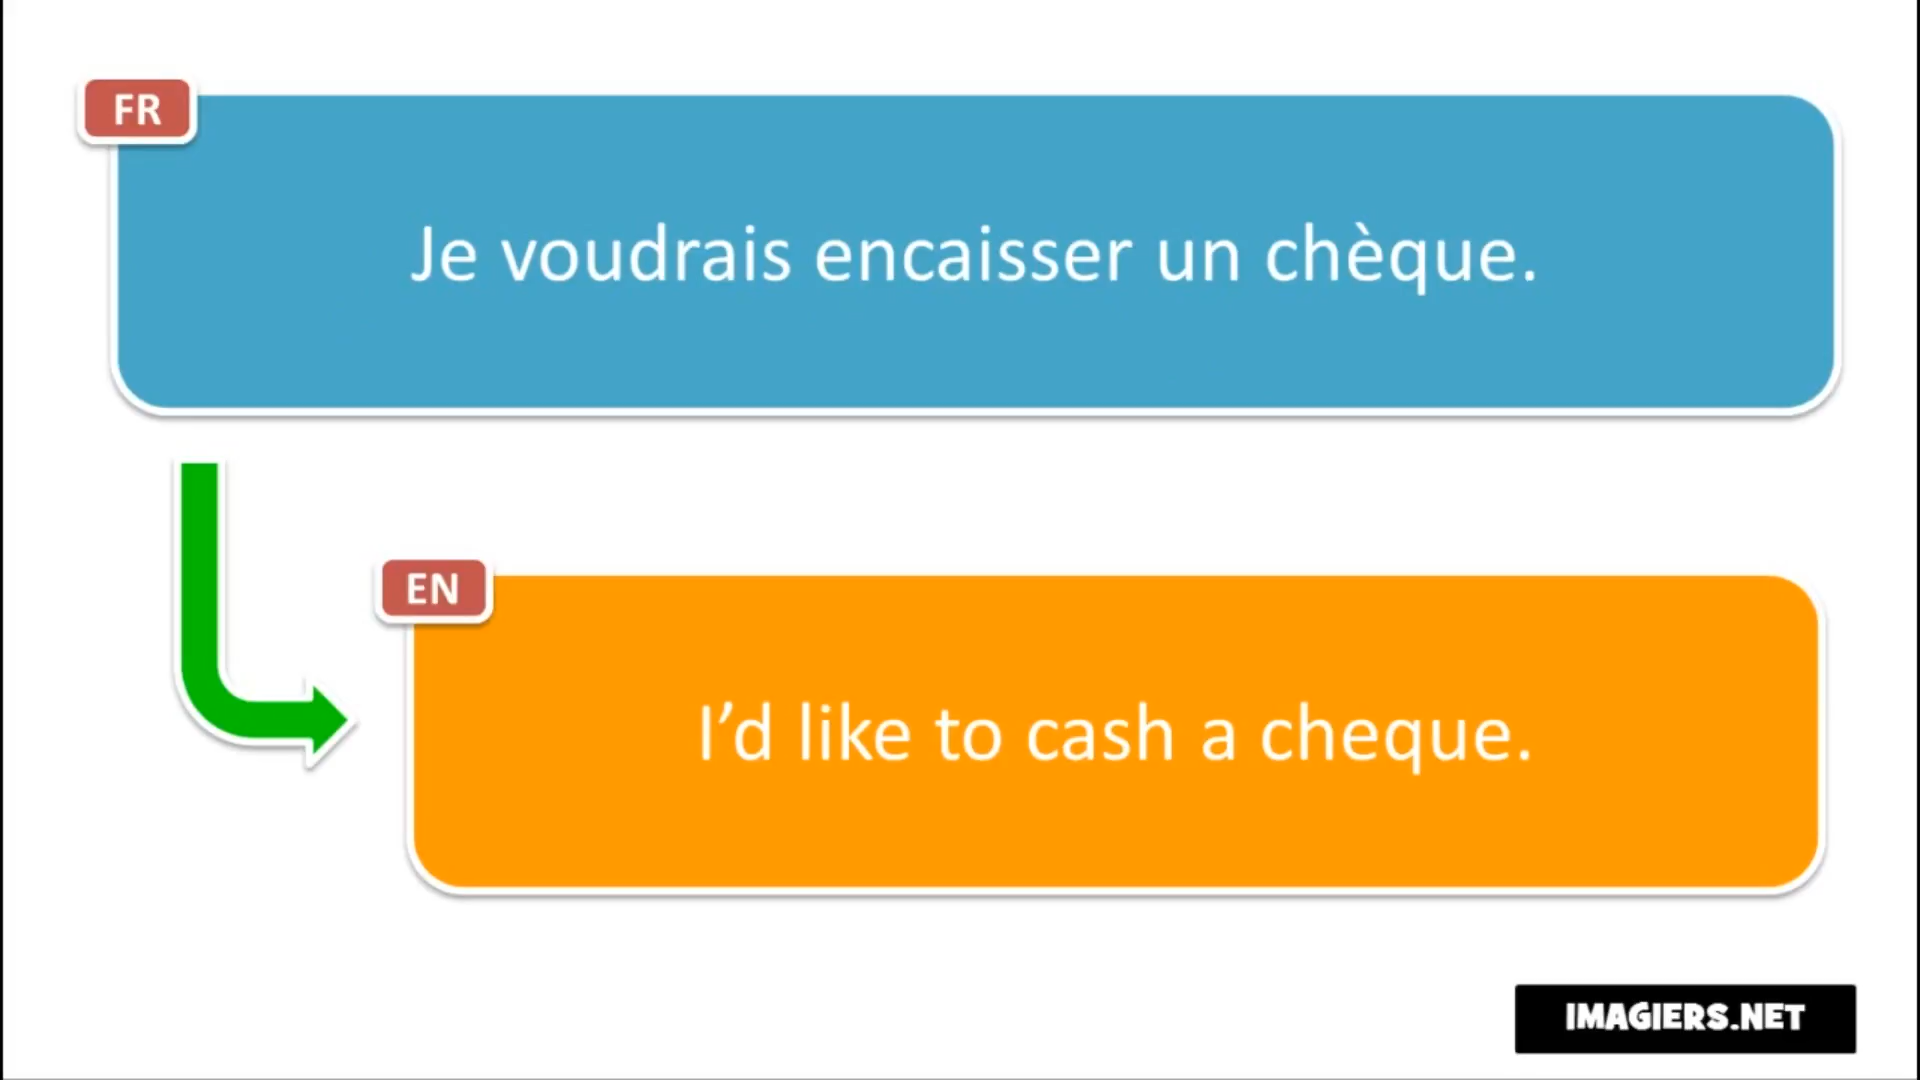 FR
Je voudrais encaisser un chèque.
EN
I’d like to cash a cheque.
IMAGIERS.NET